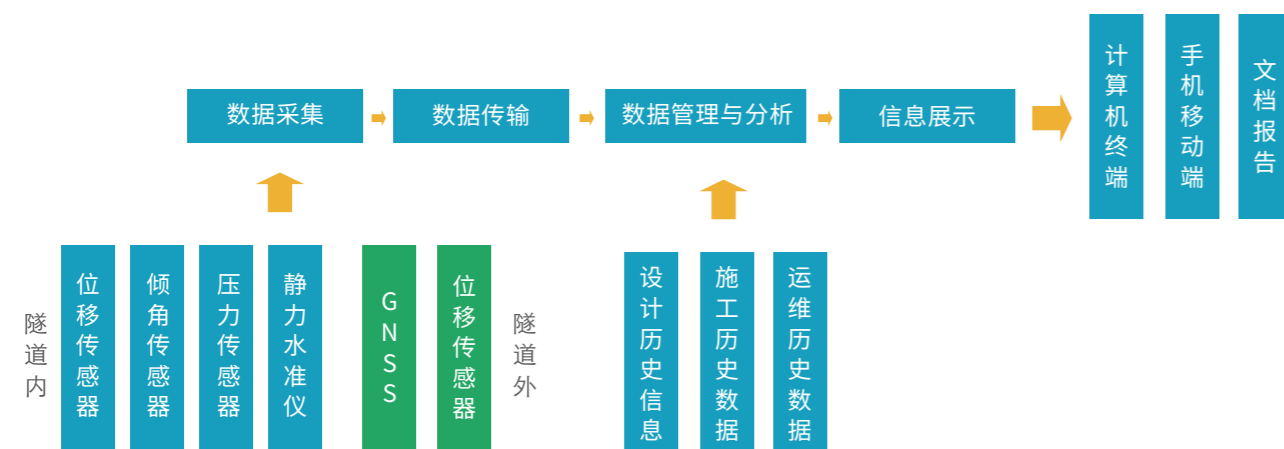 数据采集
数据传输
数据管理与分析
信息展示
计算机终端
手机移动端
文档报告
隧道内
位移传感器
倾角传感器
压力传感器
静力水准仪
GNSS
位移传感器
隧道外
设计历史信息
施工历史数据
运维历史数据